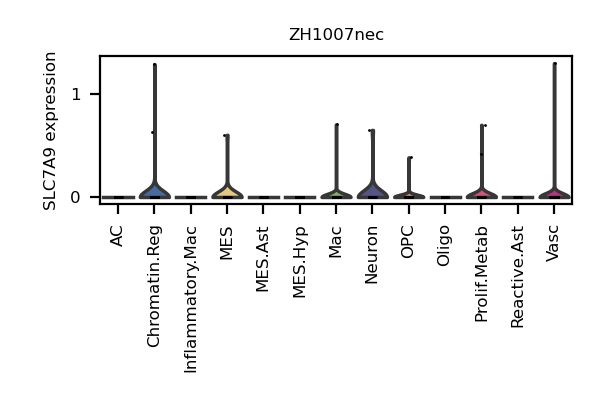 ZH1007nec
SLC7A9 expression
1
0
AC
Chromatin.Reg
Inflammatory.Mac
MES
MES.Ast
MES.Hyp
Mac
Neuron
OPC
Oligo
Prolif.Metab
Reactive.Ast
Vasc